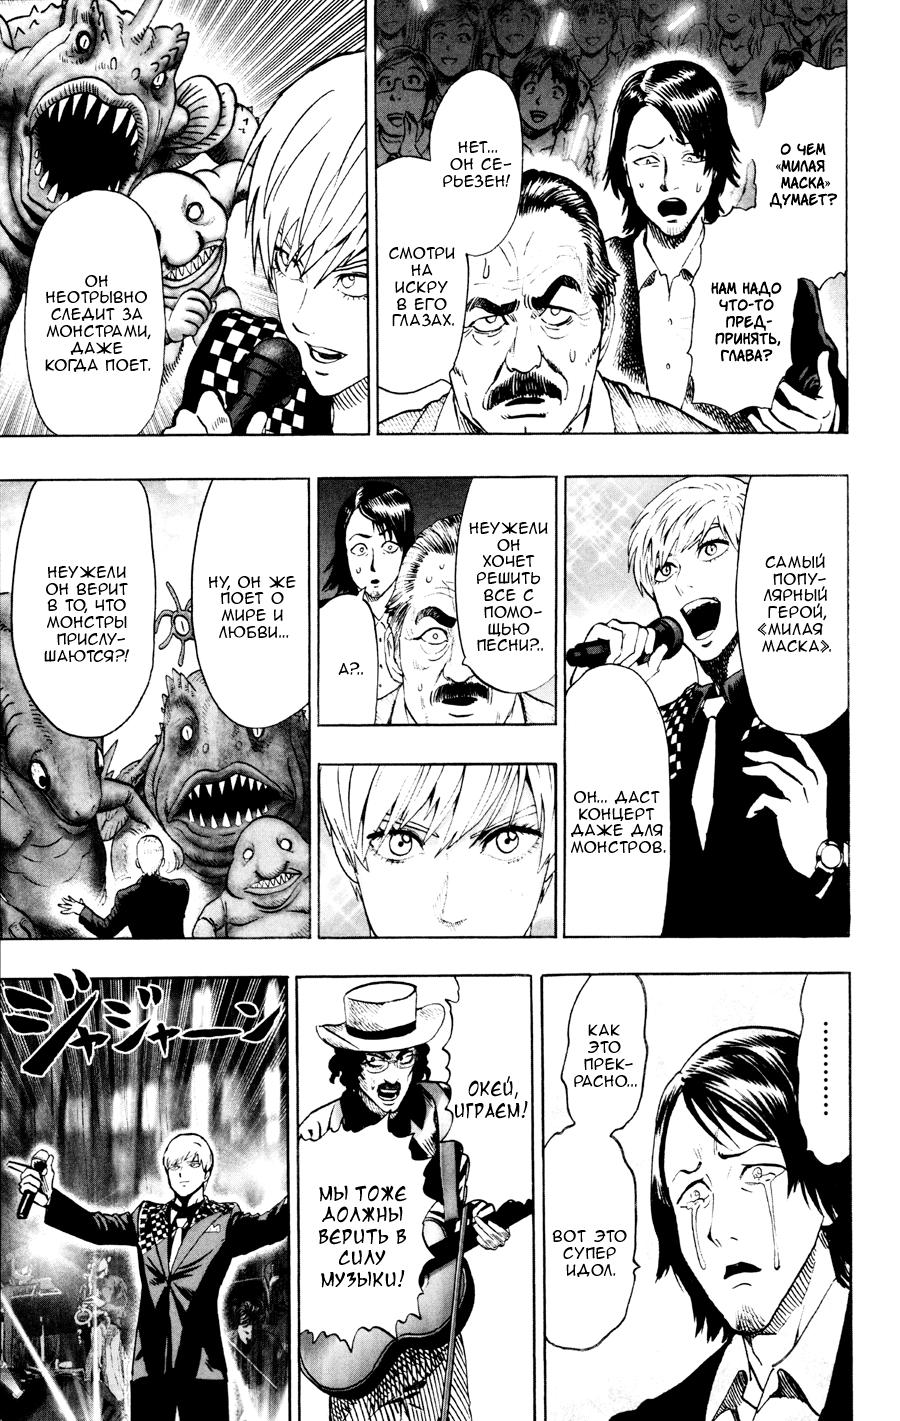 О ЧЕМ
«МИЛАЯ
МАСКА»
ДУМАЕТ?
НАМ НАДО
ЧТО-ТО
ПРЕД-
ПРИНЯТЬ,
ГЛАВА?
НЕТ...
ОН СЕ-
РЬЕЗЕН!
СМОТРИ
НА
ИСКРУ
В ЕГО
ГЛАЗАХ.
ОН
НЕОТРЫВНО
СЛЕДИТ ЗА
МОНСТРАМИ,
ДАЖЕ
КОГДА ПОЕТ.
САМЫЙ
ПОПУ-
ЛЯРНЫЙ
ГЕРОЙ,
«МИЛАЯ
МАСКА».
ОН... ДАСТ
КОНЦЕРТ
ДАЖЕ ДЛЯ
МОНСТРОВ.
НЕУЖЕЛИ
ОН
ХОЧЕТ
РЕШИТЬ
ВСЕ С
ПОМО-
ЩЬЮ
ПЕСНИ?..
А?..
НУ, ОН ЖЕ
ПОЕТ О
МИРЕ И
ЛЮБВИ...
НЕУЖЕЛИ
ОН ВЕРИТ
В ТО, ЧТО
МОНСТРЫ
ПРИСЛУ-
ШАЮТСЯ?!
..........
КАК
ЭТО
ПРЕК-
РАСНО...
ВОТ ЭТО
СУПЕР
ИДОЛ.
ОКЕЙ,
ИГРАЕМ!
МЫ ТОЖЕ
ДОЛЖНЫ
ВЕРИТЬ В
СИЛУ
МУЗЫКИ!
ジャジャーン